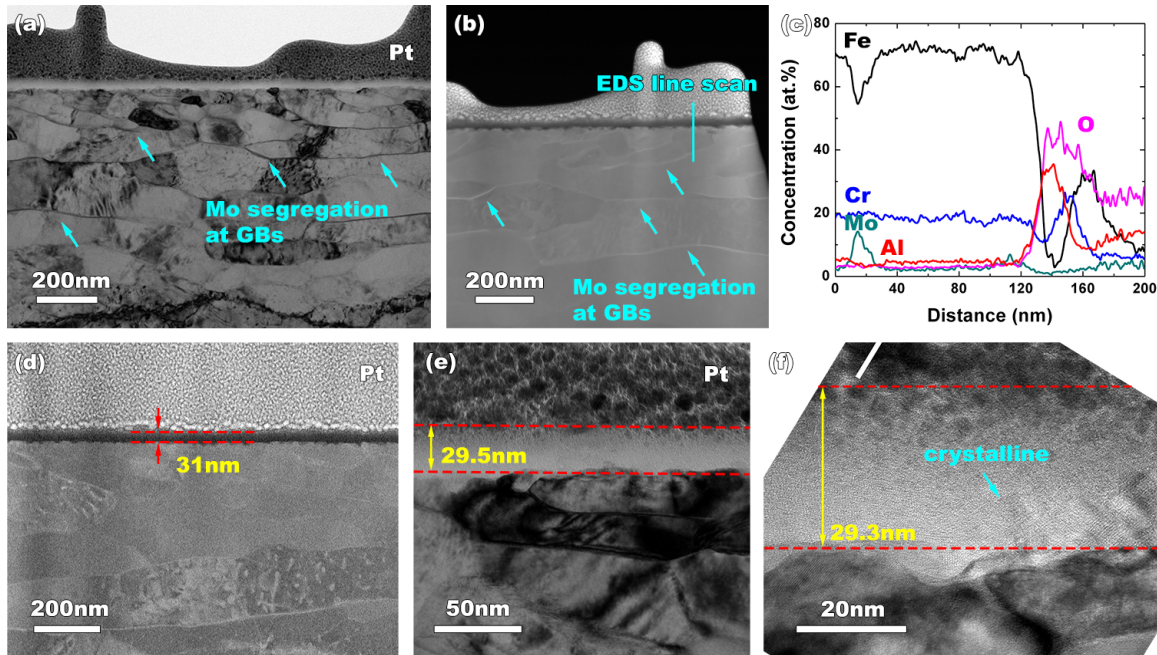 (a)
Pt
Mo segregation
at GBs
200nm
(b)
EDS line scan
Mo segregation
at GBs
200nm
(c)
80
60
40
20
0
Concentration (at.%)
Fe
O
Cr
Mo
Al
0 40 80 120 160 200
Distance (nm)
(d)
Pt
31nm
200nm
(e)
Pt
29.5nm
50nm
(f)
crystalline
29.3nm
20nm